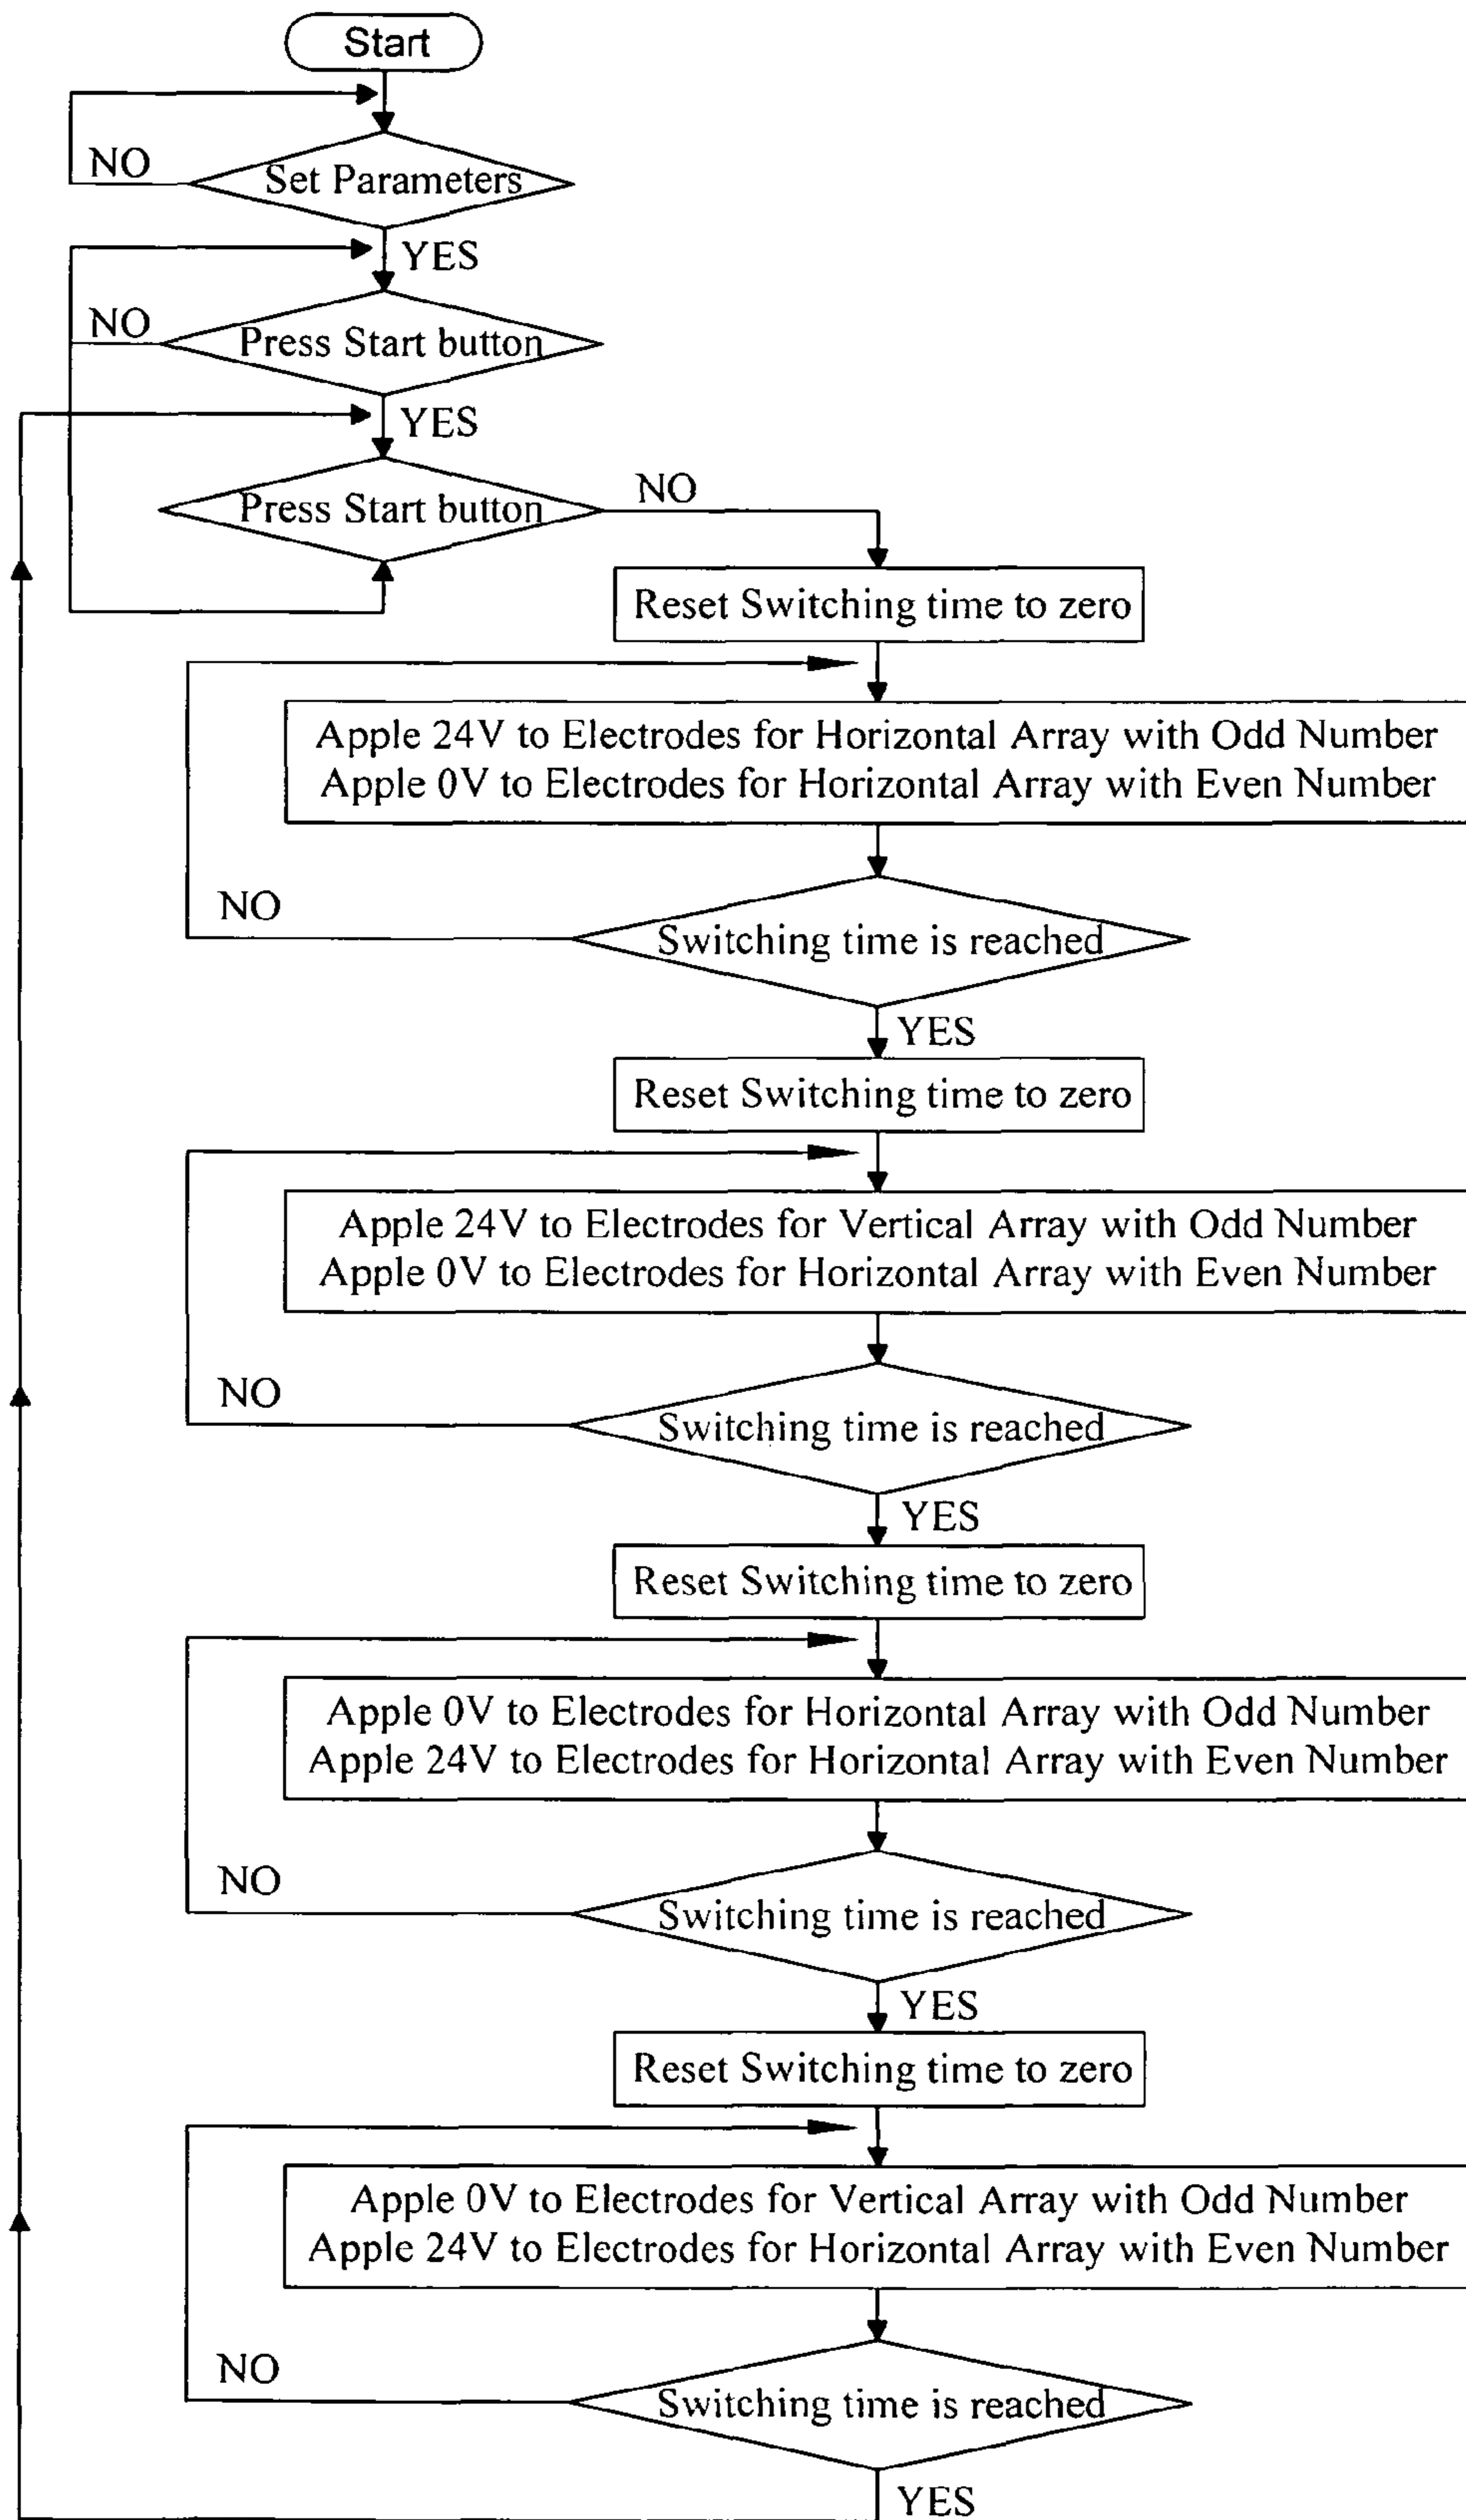 Start
NO
Set Parameters
YES
NO
Press Start button
YES
Press Start button
NO
Reset Switching time to zero
Apple 24V to Electrodes for Horizontal Array with Odd Number
Apple 0V to Electrodes for Horizontal Array with Even Number
NO
Switching time is reached
YES
Reset Switching time to zero
Apple 24V to Electrodes for Vertical Array with Odd Number
Apple 0V to Electrodes for Horizontal Array with Even Number
NO
Switching time is reached
YES
Reset Switching time to zero
Apple 0V to Electrodes for Horizontal Array with Odd Number
Apple 24V to Electrodes for Horizontal Array with Even Number
NO
Switching time is reached
YES
Reset Switching time to zero
Apple 0V to Electrodes for Vertical Array with Odd Number
Apple 24V to Electrodes for Horizontal Array with Even Number
NO
Switching time is reached
YES